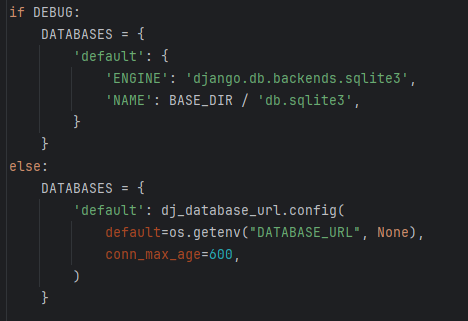 if DEBUG:
    DATABASES = {
        'default': {
            'ENGINE': 'django.db.backends.sqlite3',
            'NAME': BASE_DIR / 'db.sqlite3',
        }
    }
else:
    DATABASES = {
        'default': dj_database_url.config(
            default=os.getenv("DATABASE_URL", None),
            conn_max_age=600,
        )
    }